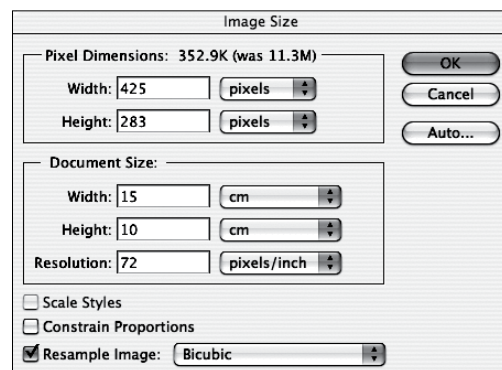 Image Size
Pixel Dimensions: 352.9K (was 11.3M)
OK
Width: 425 pixels
Cancel
Height: 283 pixels
Auto...
Document Size:
Width: 15 cm
Height: 10 cm
Resolution: 72 pixels/inch
Scale Styles
Constrain Proportions
Resample Image: Bicubic